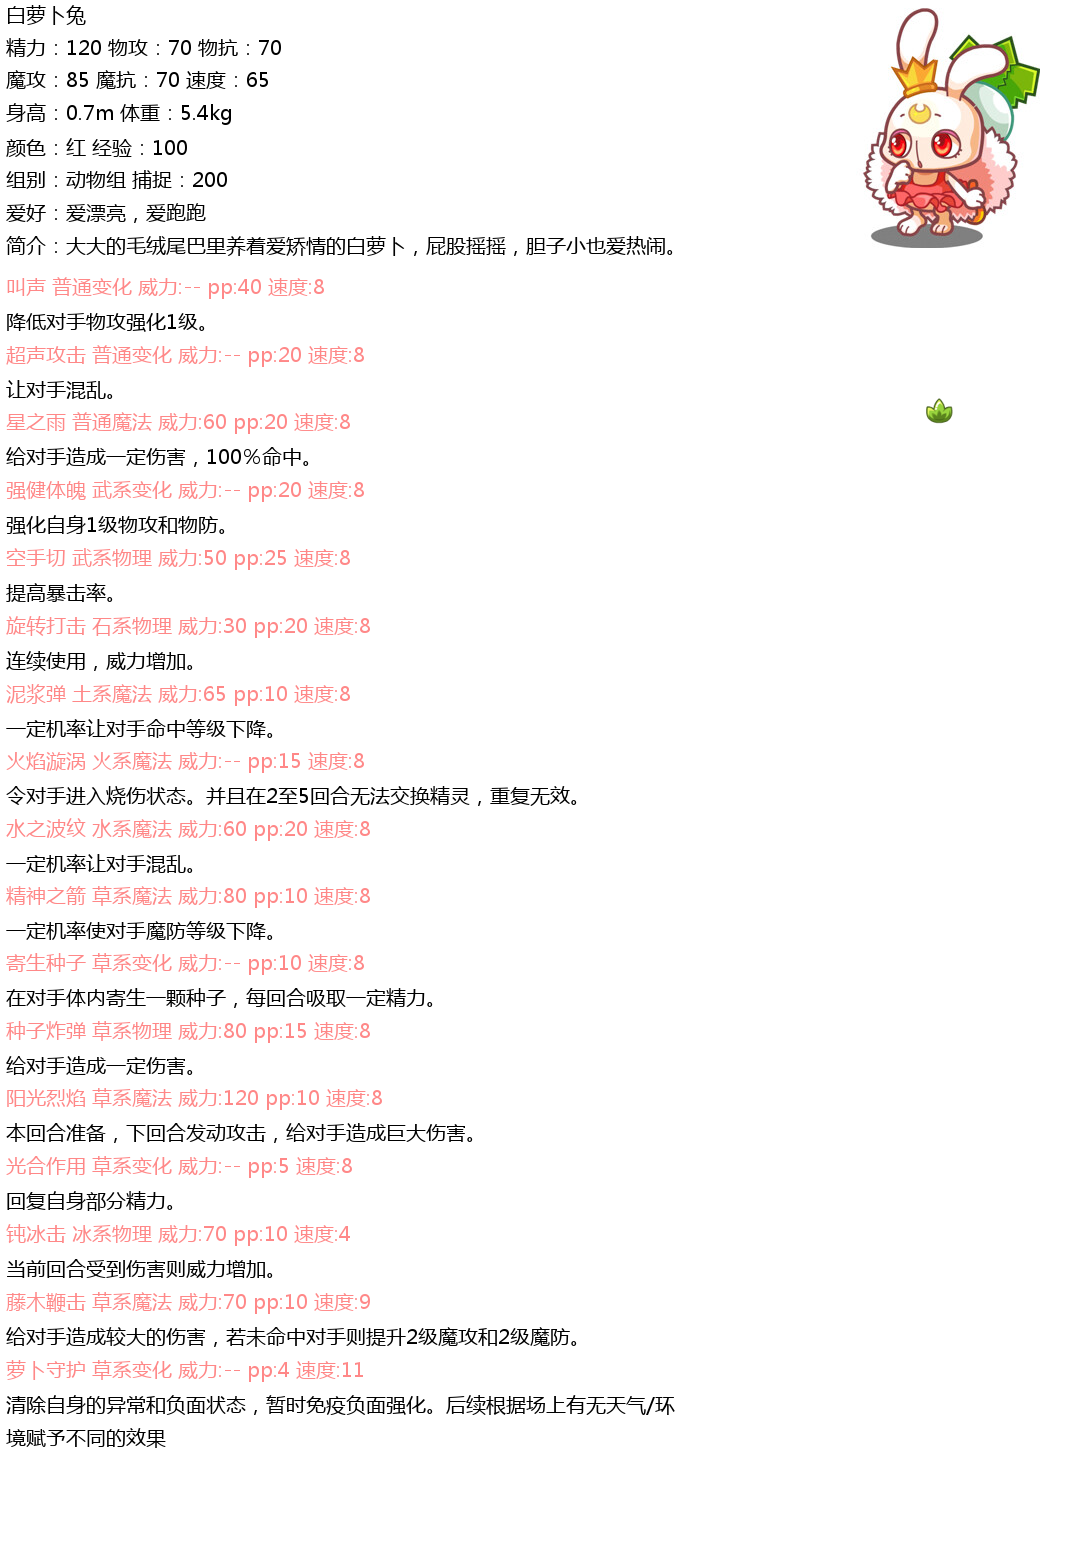 白萝卜兔
精力：120 物攻：70 物抗：70
魔攻：85 魔抗：70 速度：65
身高：0.7m 体重：5.4kg
颜色：红 经验：100
组别：动物组 捕捉：200
爱好：爱漂亮，爱跑跑
简介：大大的毛绒尾巴里养着爱矫情的白萝卜，屁股摇摇，胆子小也爱热闹。
叫声 普通变化 威力:-- pp:40 速度:8
降低对手物攻强化1级。
超声攻击 普通变化 威力:-- pp:20 速度:8
让对手混乱。
星之雨 普通魔法 威力:60 pp:20 速度:8
给对手造成一定伤害，100%命中。
强健体魄 武系变化 威力:-- pp:20 速度:8
强化自身1级物攻和物防。
空手切 武系物理 威力:50 pp:25 速度:8
提高暴击率。
旋转打击 石系物理 威力:30 pp:20 速度:8
连续使用，威力增加。
泥浆弹 土系魔法 威力:65 pp:10 速度:8
一定机率让对手命中等级下降。
火焰漩涡 火系魔法 威力:-- pp:15 速度:8
令对手进入烧伤状态。并且在2至5回合无法交换精灵，重复无效。
水之波纹 水系魔法 威力:60 pp:20 速度:8
一定机率让对手混乱。
精神之箭 草系魔法 威力:80 pp:10 速度:8
一定机率使对手魔防等级下降。
寄生种子 草系变化 威力:-- pp:10 速度:8
在对手体内寄生一颗种子，每回合吸取一定精力。
种子炸弹 草系物理 威力:80 pp:15 速度:8
给对手造成一定伤害。
阳光烈焰 草系魔法 威力:120 pp:10 速度:8
本回合准备，下回合发动攻击，给对手造成巨大伤害。
光合作用 草系变化 威力:-- pp:5 速度:8
回复自身部分精力。
钝冰击 冰系物理 威力:70 pp:10 速度:4
当前回合受到伤害则威力增加。
藤木鞭击 草系魔法 威力:70 pp:10 速度:9
给对手造成较大的伤害，若未命中对手则提升2级魔攻和2级魔防。
萝卜守护 草系变化 威力:-- pp:4 速度:11
清除自身的异常和负面状态，暂时免疫负面强化。后续根据场上有无天气/环
境赋予不同的效果